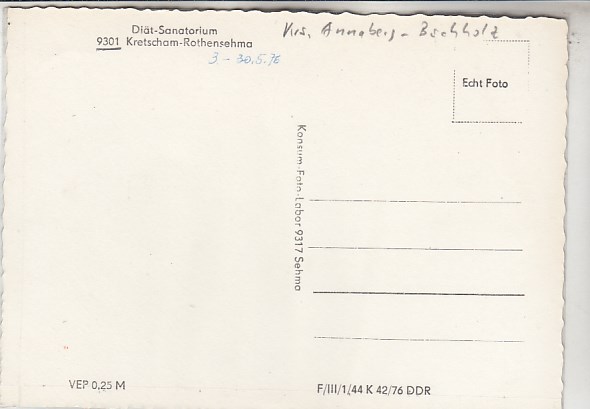 Diät-Sanatorium
9301 Kretscham-Rothensehma
Krs. Annaberg-Buchholz
3-30.5.76
Echt Foto
Konsum-Foto-Labor 9317 Sehma
VEP 0,25 M
F/III/1/44 K 42/76 DDR